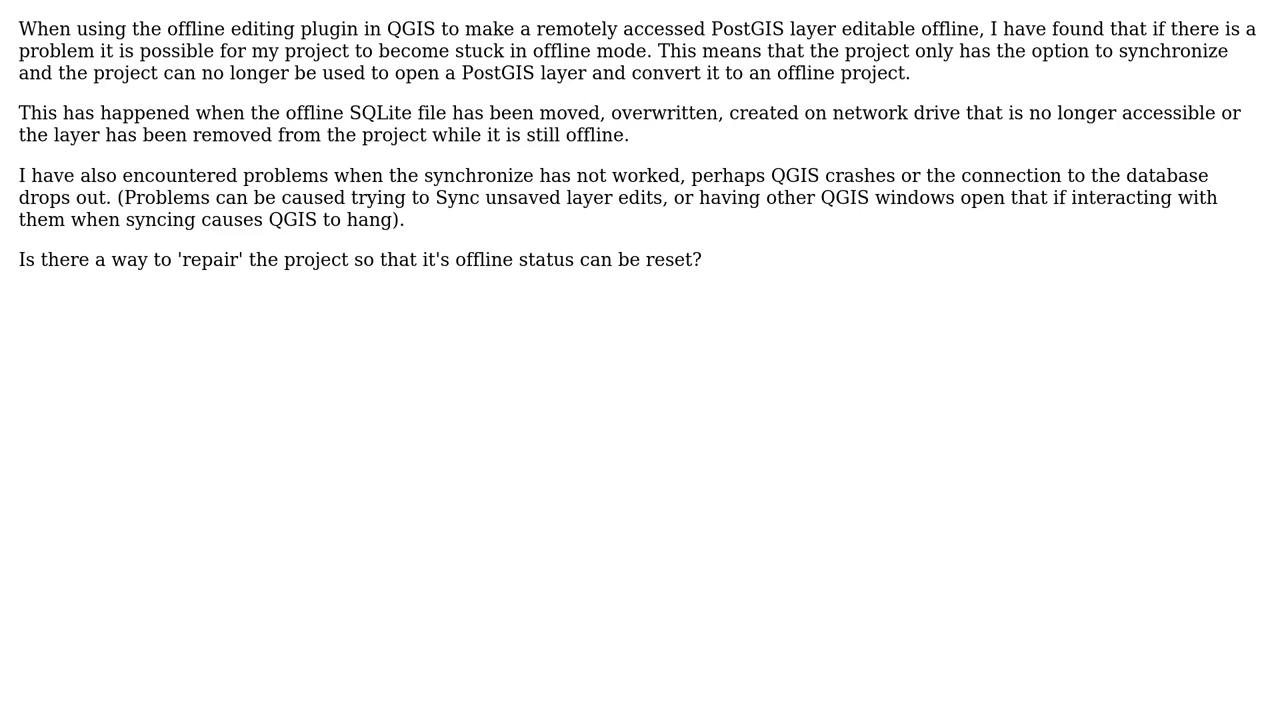 When using the offline editing plugin in QGIS to make a remotely accessed PostGIS layer editable offline, I have found that if there is a
problem it is possible for my project to become stuck in offline mode. This means that the project only has the option to synchronize
and the project can no longer be used to open a PostGIS layer and convert it to an offline project.
This has happened when the offline SQLite file has been moved, overwritten, created on network drive that is no longer accessible or
the layer has been removed from the project while it is still offline.
I have also encountered problems when the synchronize has not worked, perhaps QGIS crashes or the connection to the database
drops out. (Problems can be caused trying to Sync unsaved layer edits, or having other QGIS windows open that if interacting with
them when syncing causes QGIS to hang).
Is there a way to 'repair' the project so that it's offline status can be reset?